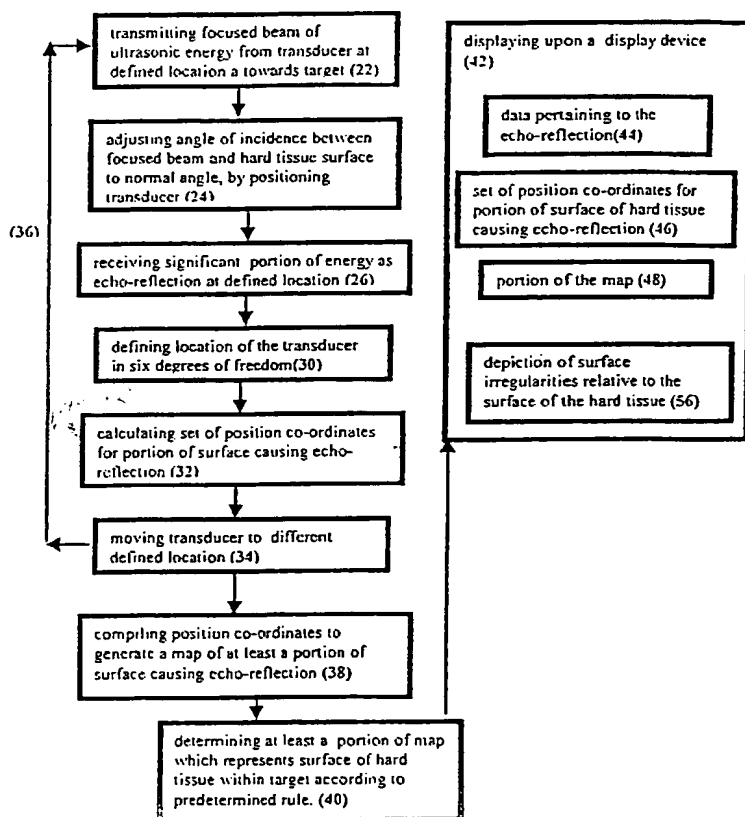 transmitting focused beam of
ultrasonic energy from transducer at
defined location a towards target (22)
adjusting angle of incidence between
focused beam and hard tissue surface
to normal angle, by positioning
transducer (24)
(36)
receiving significant portion of energy as
echo-reflection at defined location (26)
defining location of the transducer
in six degrees of freedom(30)
calculating set of position co-ordinates
for portion of surface causing echo-
reflection (32)
moving transducer to different
defined location (34)
compiling position co-ordinates to
generate a map of at least a portion of
surface causing echo-reflection (38)
determining at least a portion of map
which represents surface of hard
tissue within target according to
predetermined rule. (40)
displaying upon a display device
(42)
data pertaining to the
echo-reflection(44)
set of position co-ordinates for
portion of surface of hard tissue
causing echo-reflection (46)
portion of the map (48)
depiction of surface
irregularities relative to the
surface of the hard tissue (56)